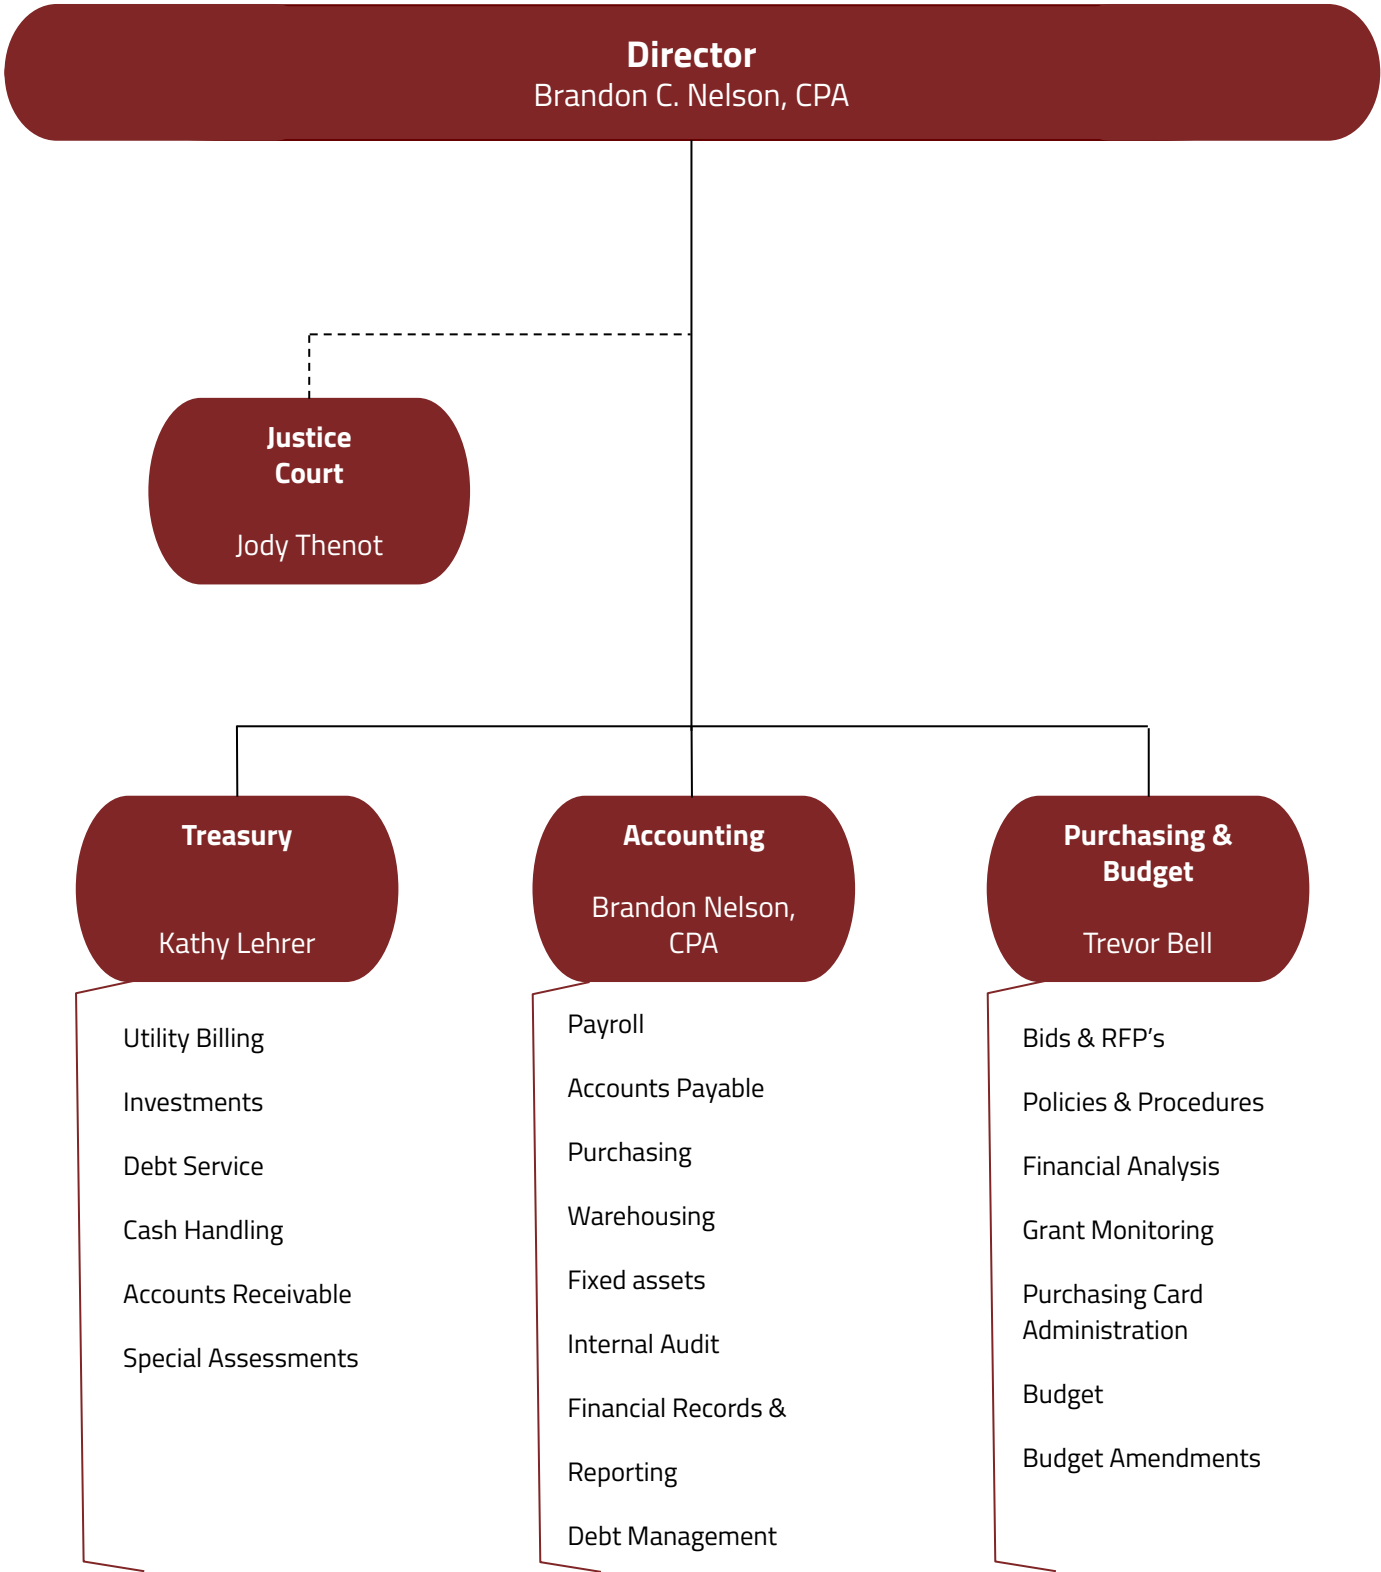 Director
Brandon C. Nelson, CPA
Justice
Court
Jody Thenot
Treasury
Kathy Lehrer
Utility Billing
Investments
Debt Service
Cash Handling
Accounts Receivable
Special Assessments
Accounting
Brandon Nelson,
CPA
Payroll
Accounts Payable
Purchasing
Warehousing
Fixed assets
Internal Audit
Financial Records &
Reporting
Debt Management
Purchasing &
Budget
Trevor Bell
Bids & RFP’s
Policies & Procedures
Financial Analysis
Grant Monitoring
Purchasing Card
Administration
Budget
Budget Amendments